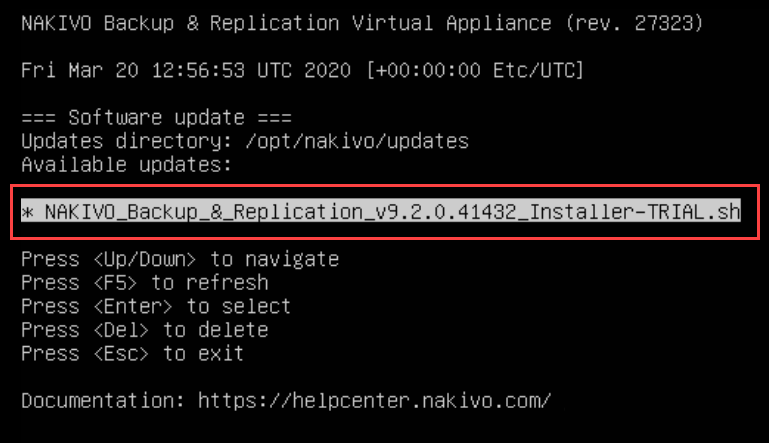 NAKIVO Backup & Replication Virtual Appliance (rev. 27323)
Fri Mar 20 12:56:53 UTC 2020 [+00:00:00 Etc/UTC]
=== Software update ===
Updates directory: /opt/nakivo/updates
Available updates:
* NAKIVO_Backup_&_Replication_v9.2.0.41432_Installer-TRIAL.sh
Press <Up/Down> to navigate
Press <F5> to refresh
Press <Enter> to select
Press <Del> to delete
Press <Esc> to exit
Documentation: https://helpcenter.nakivo.com/